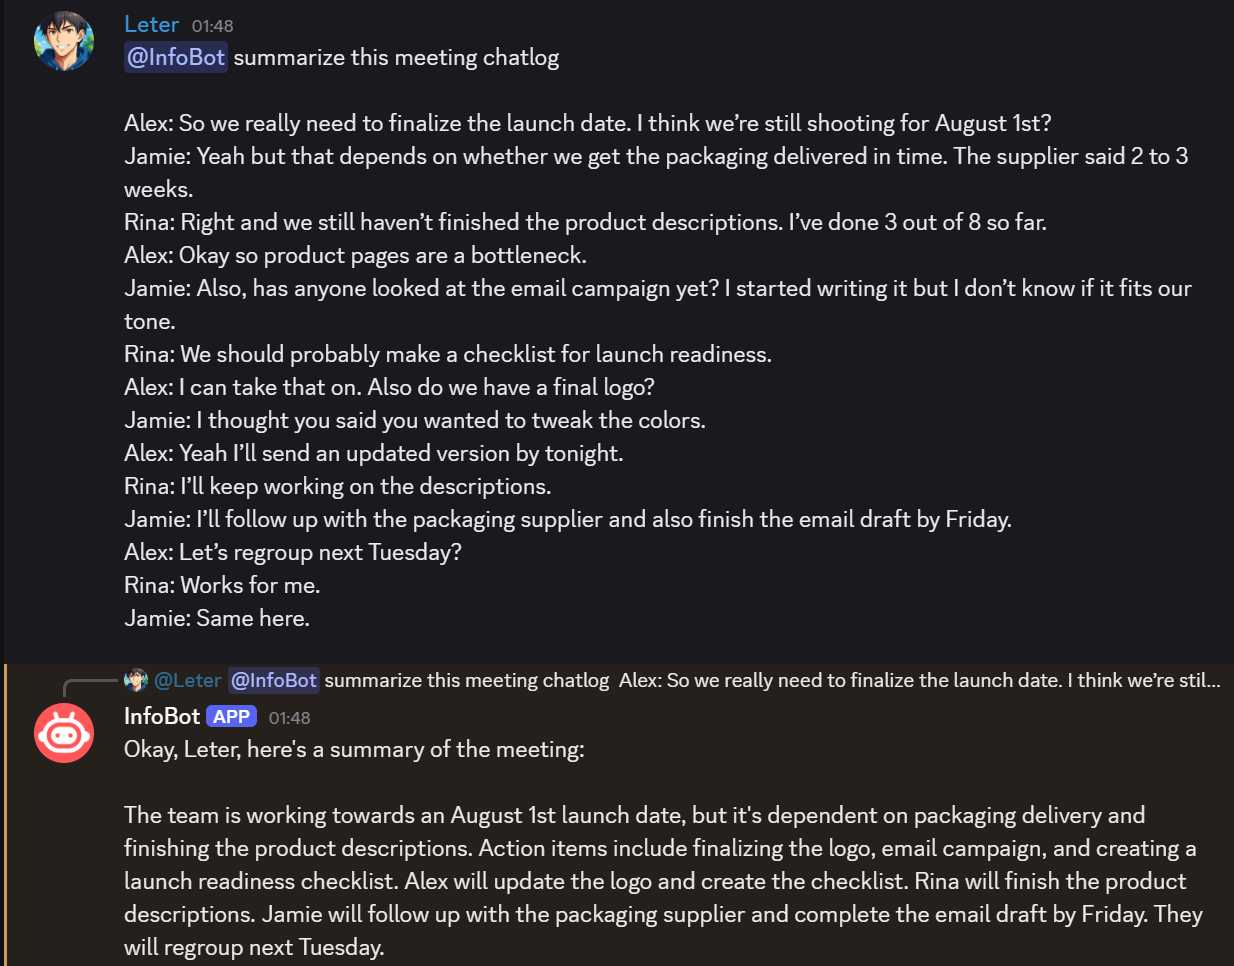 Leter 01:48
@InfoBot summarize this meeting chatlog
Alex: So we really need to finalize the launch date. I think we’re still shooting for August 1st?
Jamie: Yeah but that depends on whether we get the packaging delivered in time. The supplier said 2 to 3
weeks.
Rina: Right and we still haven’t finished the product descriptions. I’ve done 3 out of 8 so far.
Alex: Okay so product pages are a bottleneck.
Jamie: Also, has anyone looked at the email campaign yet? I started writing it but I don’t know if it fits our
tone.
Rina: We should probably make a checklist for launch readiness.
Alex: I can take that on. Also do we have a final logo?
Jamie: I thought you said you wanted to tweak the colors.
Alex: Yeah I’ll send an updated version by tonight.
Rina: I’ll keep working on the descriptions.
Jamie: I’ll follow up with the packaging supplier and also finish the email draft by Friday.
Alex: Let’s regroup next Tuesday?
Rina: Works for me.
Jamie: Same here.
@Leter @InfoBot summarize this meeting chatlog Alex: So we really need to finalize the launch date. I think we’re stil...
InfoBot APP 01:48
Okay, Leter, here's a summary of the meeting:
The team is working towards an August 1st launch date, but it's dependent on packaging delivery and
finishing the product descriptions. Action items include finalizing the logo, email campaign, and creating a
launch readiness checklist. Alex will update the logo and create the checklist. Rina will finish the product
descriptions. Jamie will follow up with the packaging supplier and complete the email draft by Friday. They
will regroup next Tuesday.